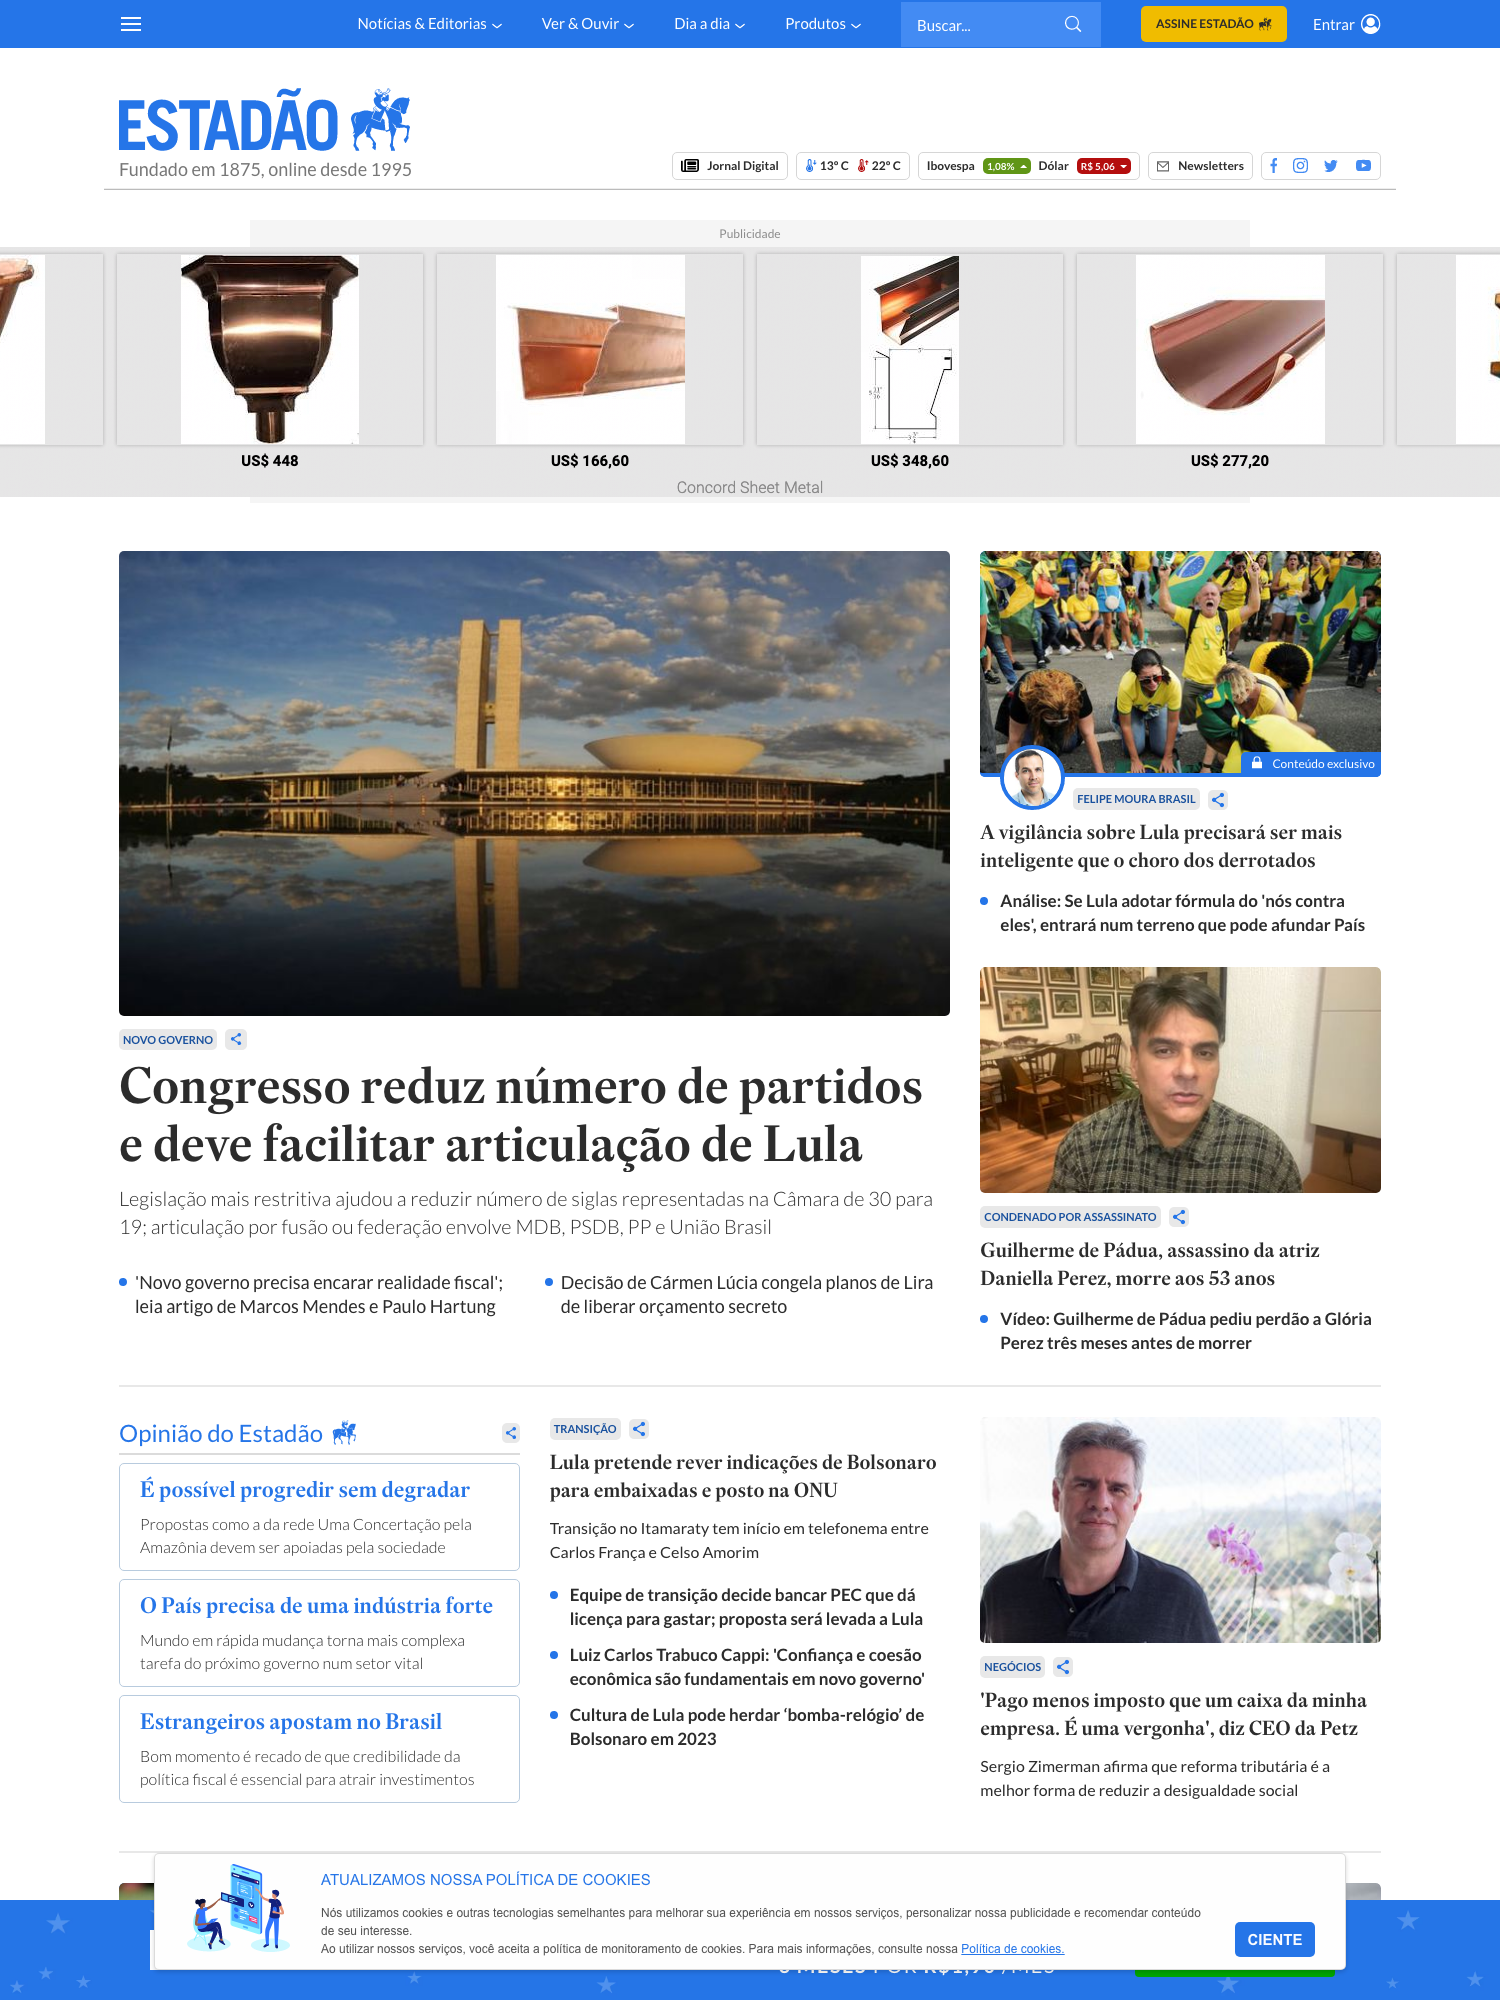 Notícias & Editorias
Ver & Ouvir
Dia a dia
Produtos
Buscar...
ASSINE ESTADÃO
Entrar
ESTADÃO
Fundado em 1875, online desde 1995
Jornal Digital
13º C 22º C
Ibovespa 1,08% Dólar R$ 5,06
Newsletters
Publicidade
US$ 448
US$ 166,60
US$ 348,60
US$ 277,20
Concord Sheet Metal
NOVO GOVERNO
Congresso reduz número de partidos
e deve facilitar articulação de Lula
Legislação mais restritiva ajudou a reduzir número de siglas representadas na Câmara de 30 para
19; articulação por fusão ou federação envolve MDB, PSDB, PP e União Brasil
'Novo governo precisa encarar realidade fiscal';
leia artigo de Marcos Mendes e Paulo Hartung
Decisão de Cármen Lúcia congela planos de Lira
de liberar orçamento secreto
Conteúdo exclusivo
FELIPE MOURA BRASIL
A vigilância sobre Lula precisará ser mais
inteligente que o choro dos derrotados
Análise: Se Lula adotar fórmula do 'nós contra
eles', entrará num terreno que pode afundar País
CONDENADO POR ASSASSINATO
Guilherme de Pádua, assassino da atriz
Daniella Perez, morre aos 53 anos
Vídeo: Guilherme de Pádua pediu perdão a Glória
Perez três meses antes de morrer
Opinião do Estadão
É possível progredir sem degradar
Propostas como a da rede Uma Concertação pela
Amazônia devem ser apoiadas pela sociedade
O País precisa de uma indústria forte
Mundo em rápida mudança torna mais complexa
tarefa do próximo governo num setor vital
Estrangeiros apostam no Brasil
Bom momento é recado de que credibilidade da
política fiscal é essencial para atrair investimentos
TRANSIÇÃO
Lula pretende rever indicações de Bolsonaro
para embaixadas e posto na ONU
Transição no Itamaraty tem início em telefonema entre
Carlos França e Celso Amorim
Equipe de transição decide bancar PEC que dá
licença para gastar; proposta será levada a Lula
Luiz Carlos Trabuco Cappi: 'Confiança e coesão
econômica são fundamentais em novo governo'
Cultura de Lula pode herdar ‘bomba-relógio’ de
Bolsonaro em 2023
NEGÓCIOS
'Pago menos imposto que um caixa da minha
empresa. É uma vergonha', diz CEO da Petz
Sergio Zimerman afirma que reforma tributária é a
melhor forma de reduzir a desigualdade social
ATUALIZAMOS NOSSA POLÍTICA DE COOKIES
Nós utilizamos cookies e outras tecnologias semelhantes para melhorar sua experiência em nossos serviços, personalizar nossa publicidade e recomendar conteúdo
de seu interesse.
Ao utilizar nossos serviços, você aceita a política de monitoramento de cookies. Para mais informações, consulte nossa Política de cookies.
CIENTE